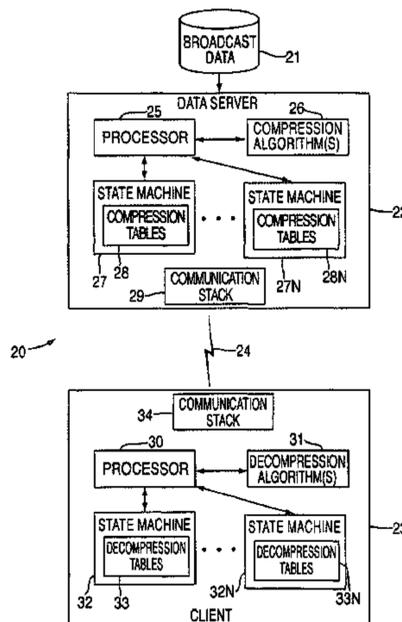 BROADCAST
DATA
21
DATA SERVER
25
26
PROCESSOR
COMPRESSION
ALGORITHM(S)
STATE MACHINE
STATE MACHINE
COMPRESSION
TABLES
COMPRESSION
TABLES
22
27
28
27N
28N
COMMUNICATION
STACK
29
20
24
COMMUNICATION
STACK
34
30
31
PROCESSOR
DECOMPRESSION
ALGORITHM(S)
23
STATE MACHINE
STATE MACHINE
DECOMPRESSION
TABLES
DECOMPRESSION
TABLES
32
33
32N
33N
CLIENT